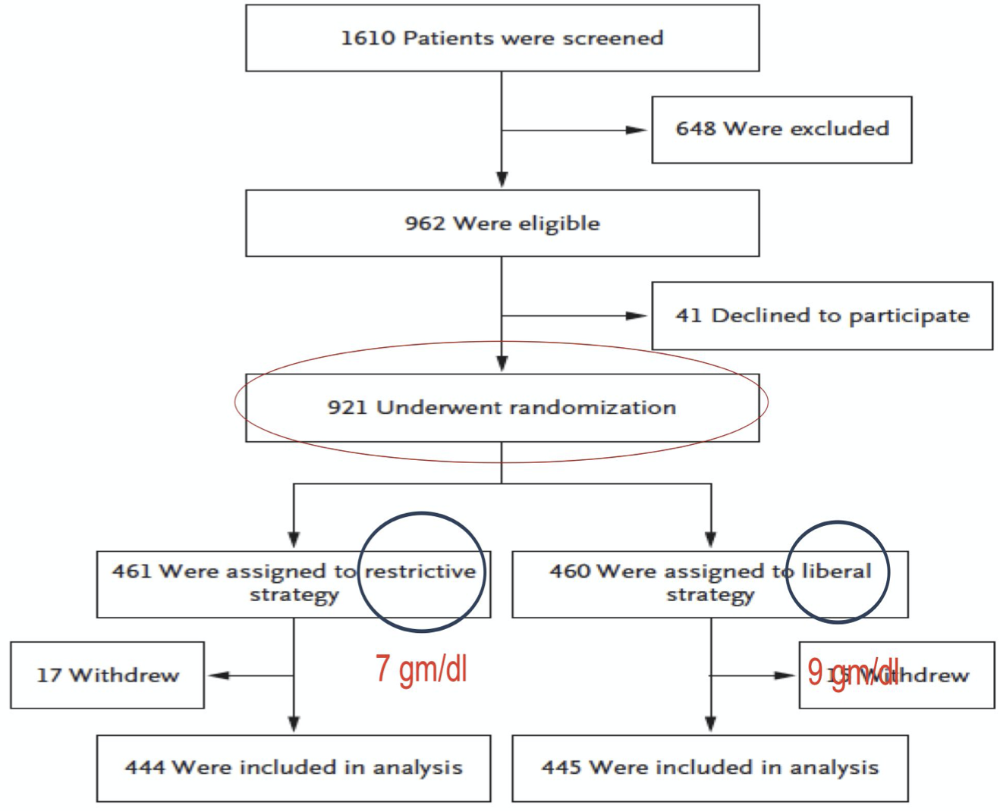 1610 Patients were screened
648 Were excluded
962 Were eligible
41 Declined to participate
921 Underwent randomization
461 Were assigned to restrictive
strategy
460 Were assigned to liberal
strategy
17 Withdrew
7 gm/dl
9 gm/dl
15 Withdrew
444 Were included in analysis
445 Were included in analysis